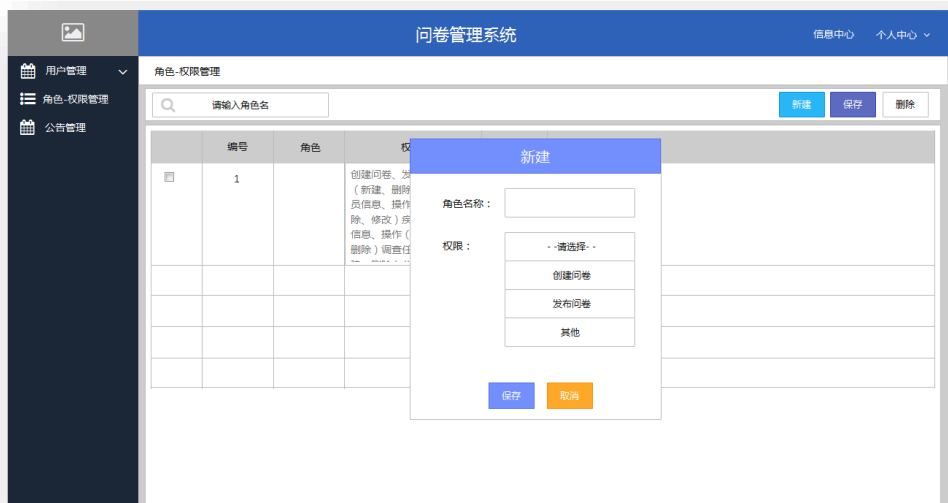 问卷管理系统
信息中心
个人中心
用户管理
角色-权限管理
公告管理
角色-权限管理
请输入角色名
新建
保存
删除
编号
角色
权
1
创建问卷、发
（新建、删除
员信息、操作
除、修改）疾
信息、操作（
删除）调查任
新建
角色名称：
权限：
- -请选择- -
创建问卷
发布问卷
其他
保存
取消